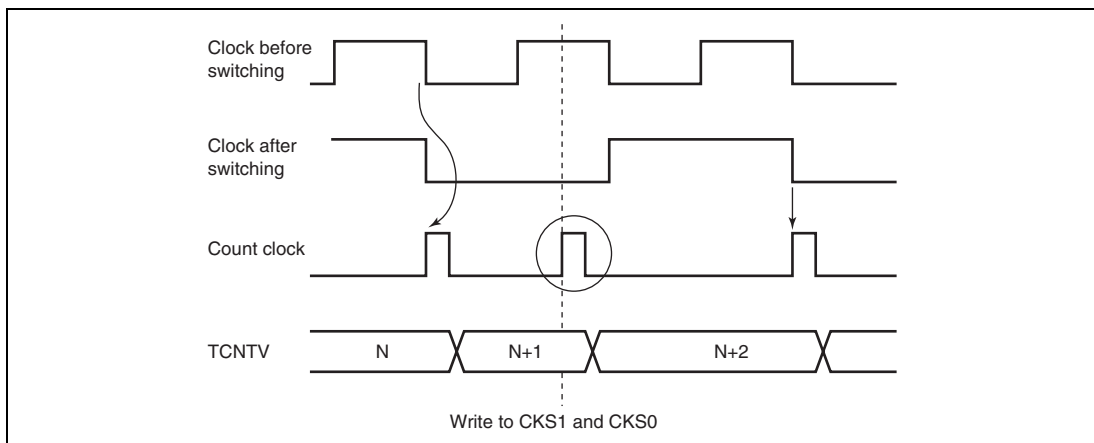 Clock before
switching
Clock after
switching
Count clock
TCNTV
N
N+1
N+2
Write to CKS1 and CKS0